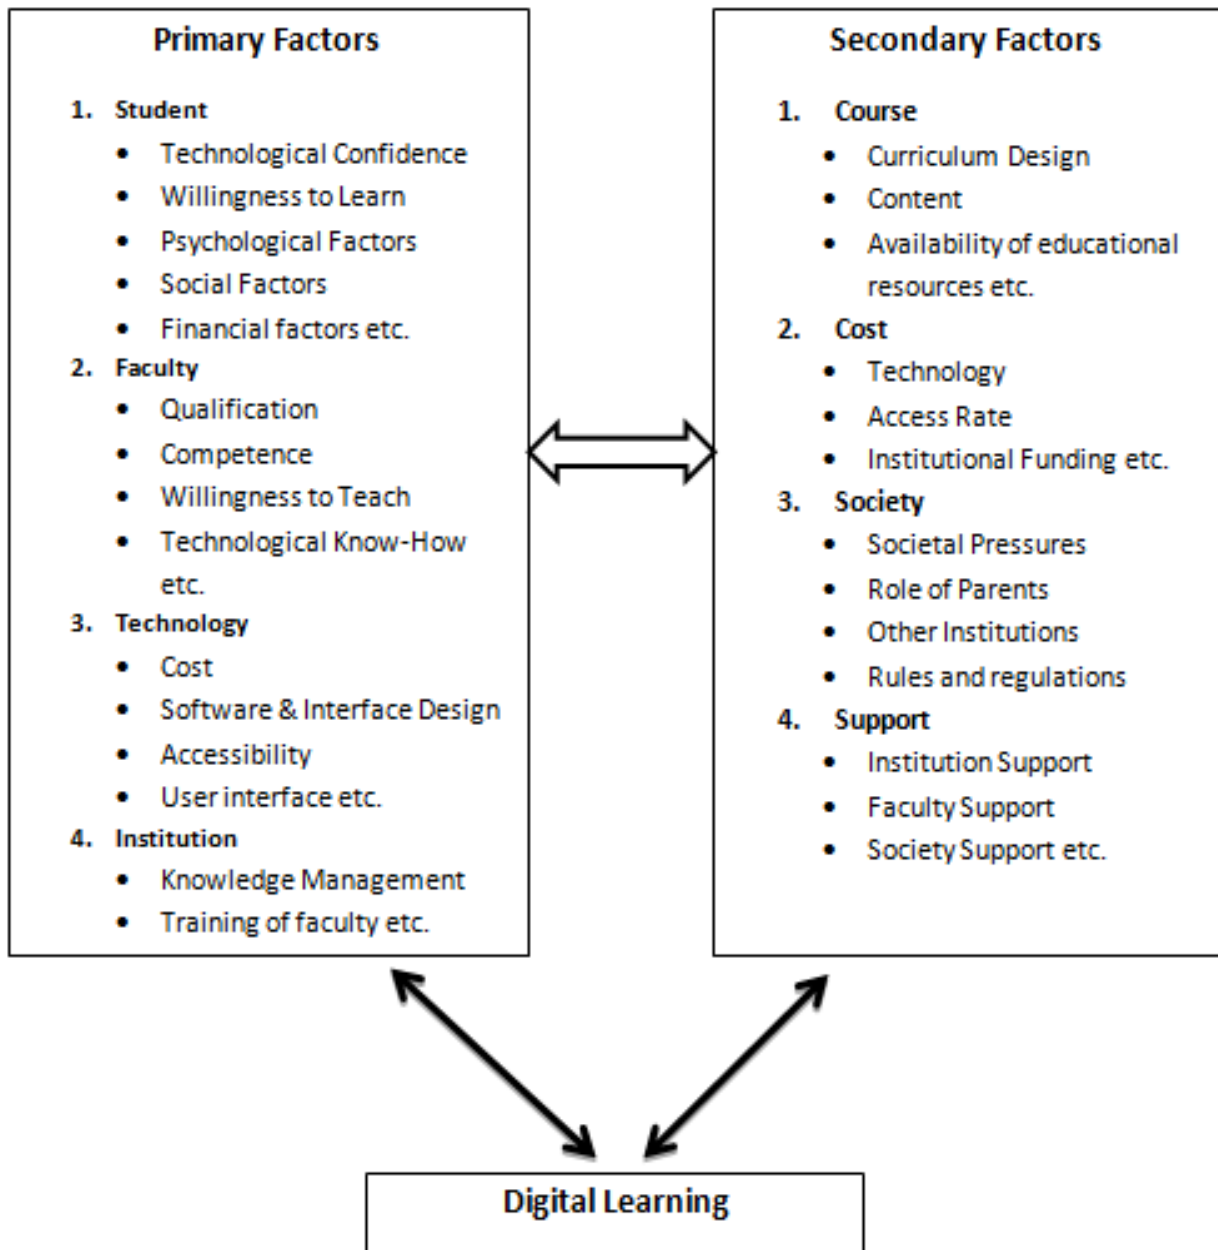 Primary Factors
1. Student
• Technological Confidence
• Willingness to Learn
• Psychological Factors
• Social Factors
• Financial factors etc.
2. Faculty
• Qualification
• Competence
• Willingness to Teach
• Technological Know-How
etc.
3. Technology
• Cost
• Software & Interface Design
• Accessibility
• User interface etc.
4. Institution
• Knowledge Management
• Training of faculty etc.
Secondary Factors
1. Course
• Curriculum Design
• Content
• Availability of educational
resources etc.
2. Cost
• Technology
• Access Rate
• Institutional Funding etc.
3. Society
• Societal Pressures
• Role of Parents
• Other Institutions
• Rules and regulations
4. Support
• Institution Support
• Faculty Support
• Society Support etc.
Digital Learning